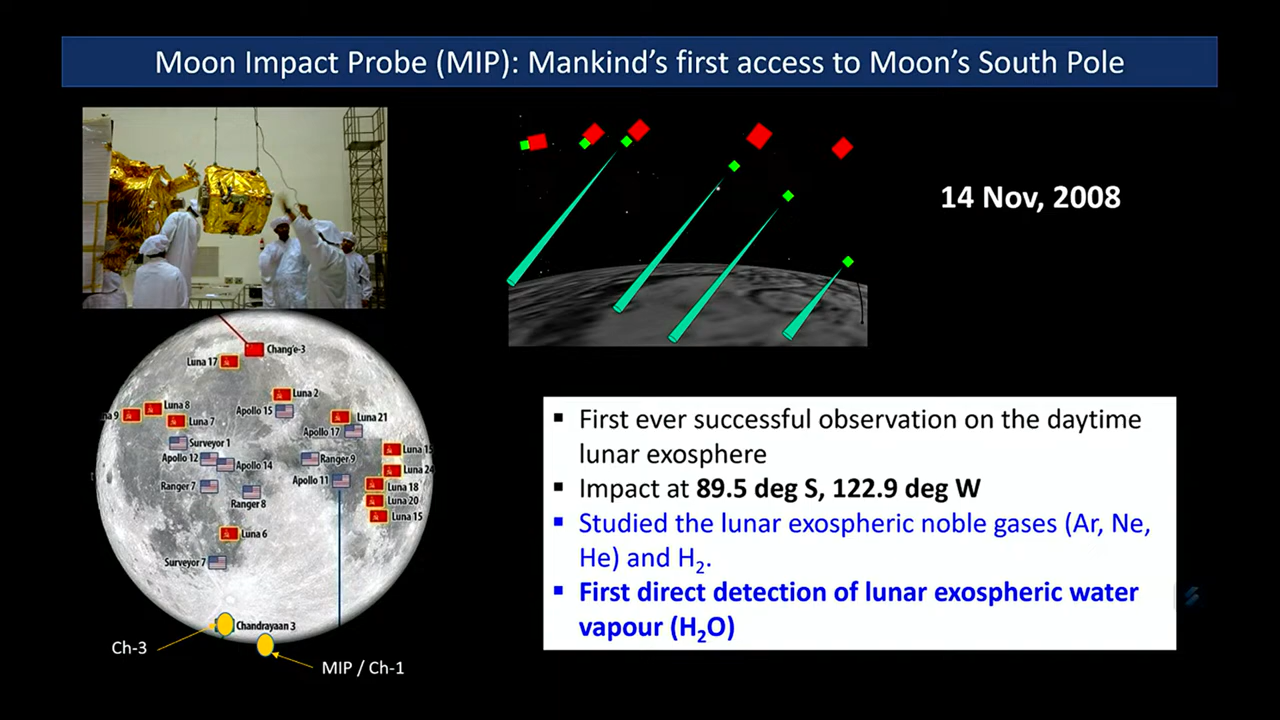 Moon Impact Probe (MIP): Mankind's first access to Moon's South Pole
14 Nov, 2008
Chang'e-3
Luna 17
Luna 2
Luna 8
Apollo 15
Luna 21
Luna 7
Apollo 17
Surveyor 1
Apollo 12
Apollo 14
Ranger 9
Luna 24
Apollo 11
Ranger 7
Ranger 8
Luna 18
Luna 20
Luna 15
Luna 6
Surveyor 7
Chandrayaan 3
Ch-3
MIP / Ch-1
▪ First ever successful observation on the daytime
lunar exosphere
▪ Impact at 89.5 deg S, 122.9 deg W
▪ Studied the lunar exospheric noble gases (Ar, Ne,
He) and H₂.
▪ First direct detection of lunar exospheric water
vapour (H₂O)